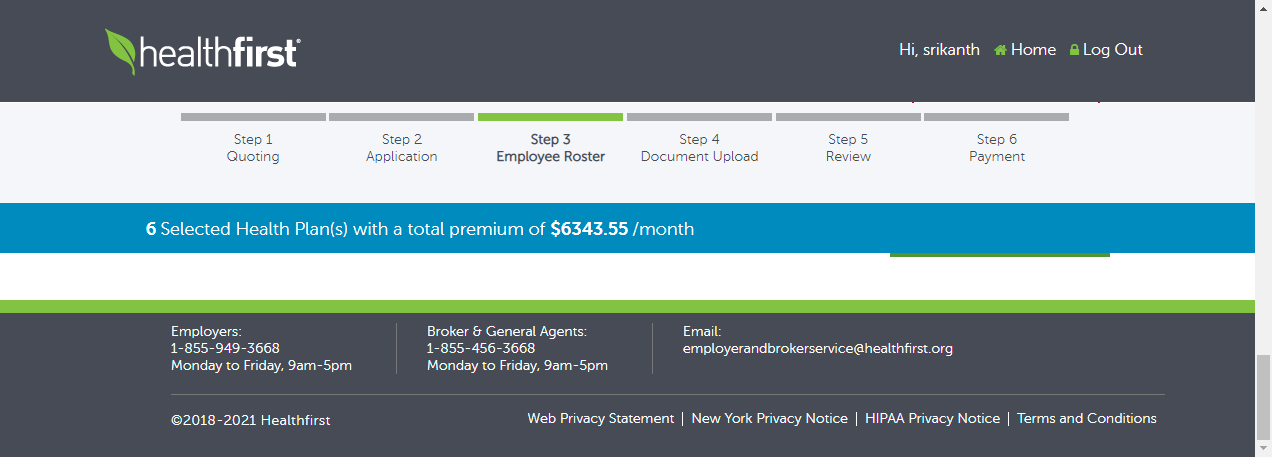 healthfirst®
Hi, srikanth Home Log Out
Step 1
Quoting
Step 2
Application
Step 3
Employee Roster
Step 4
Document Upload
Step 5
Review
Step 6
Payment
6 Selected Health Plan(s) with a total premium of $6343.55 /month
Employers:
1-855-949-3668
Monday to Friday, 9am-5pm
Broker & General Agents:
1-855-456-3668
Monday to Friday, 9am-5pm
Email:
employerandbrokerservice@healthfirst.org
©2018-2021 Healthfirst
Web Privacy Statement | New York Privacy Notice | HIPAA Privacy Notice | Terms and Conditions